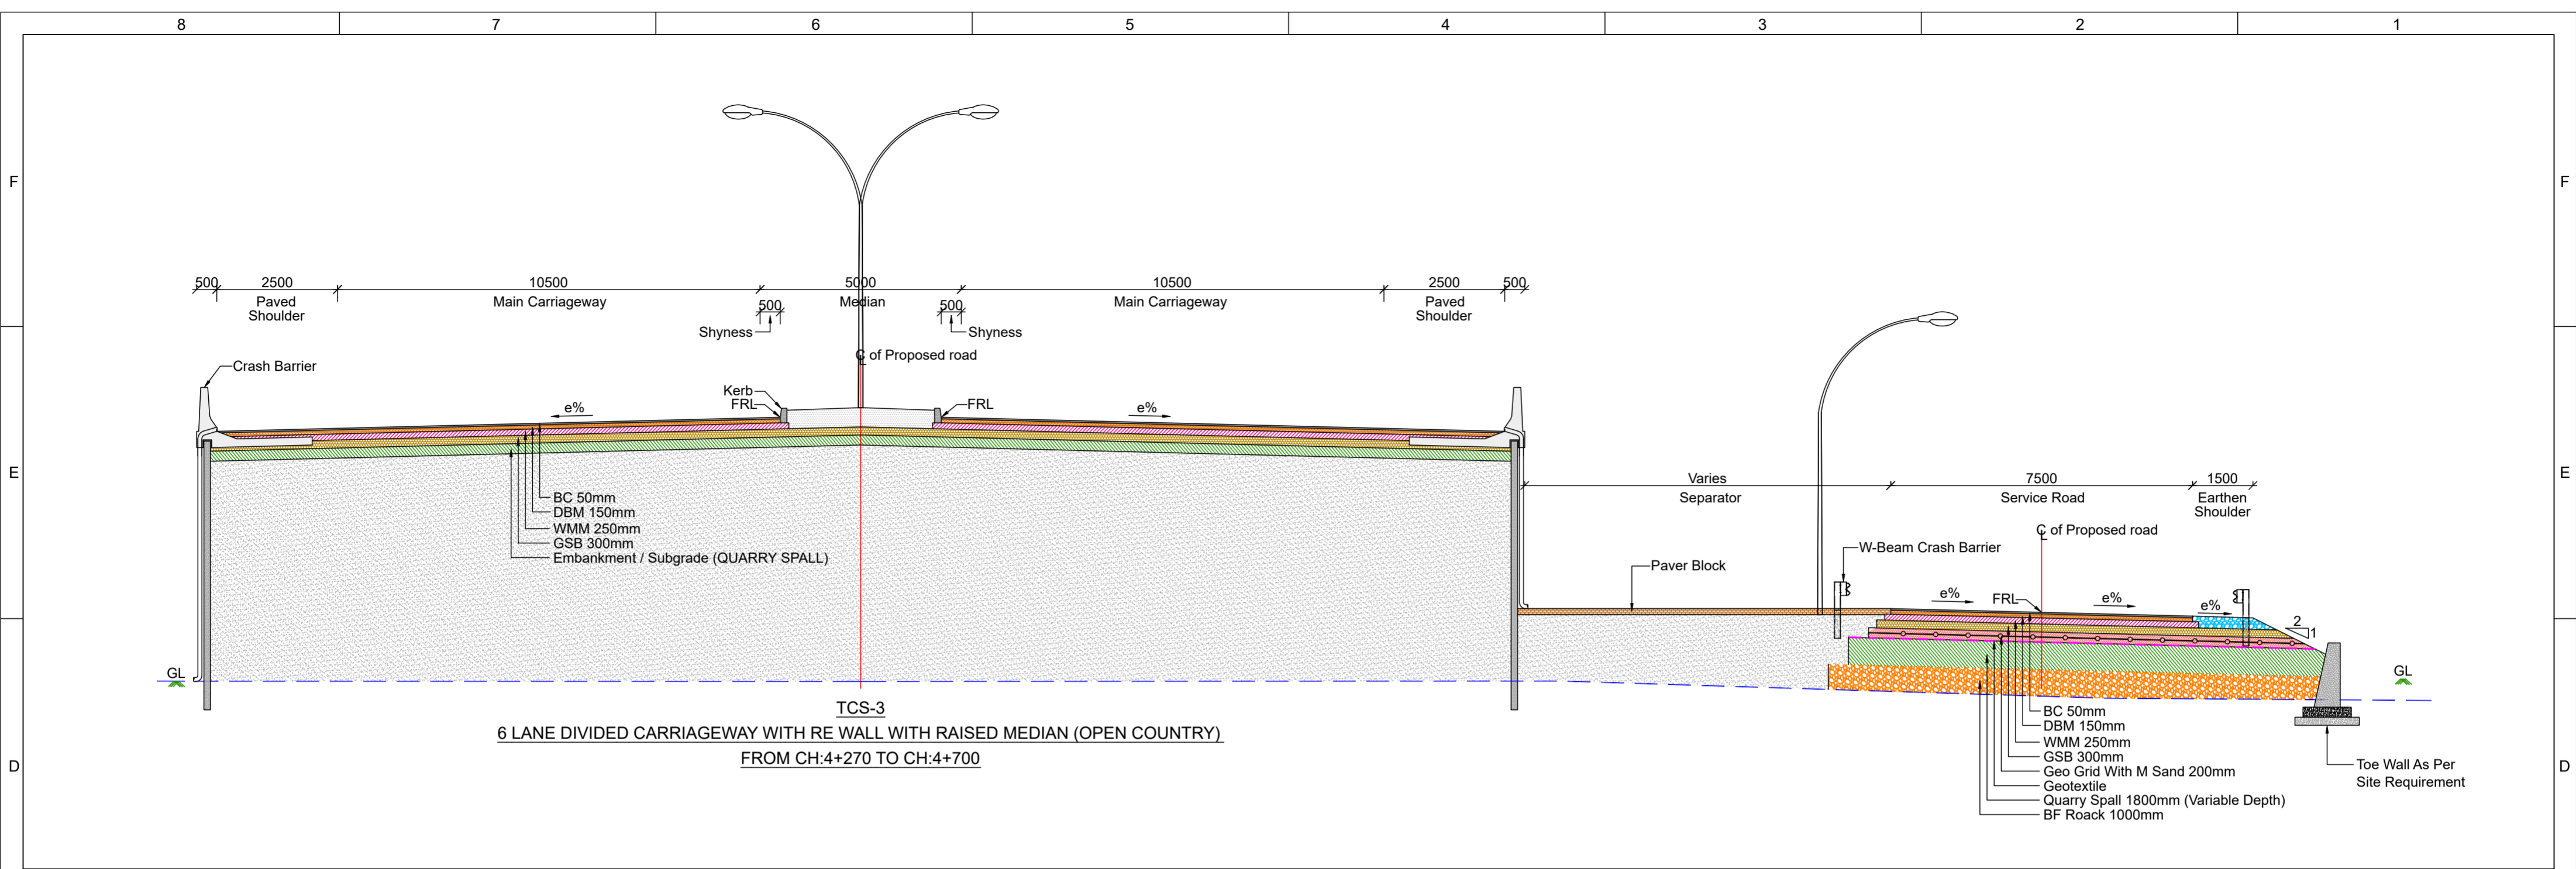 8 7 6 5 4 3 2 1
F F
500 2500 10500 5000 10500 2500 500
Paved
Shoulder
Main Carriageway
Median
Main Carriageway
Paved
Shoulder
500 500
Shyness Shyness
℄ of Proposed road
Crash Barrier
Kerb
FRL FRL
e% e%
E E
Varies 7500 1500
Separator Service Road
Earthen
Shoulder
BC 50mm
DBM 150mm
WMM 250mm
GSB 300mm
Embankment / Subgrade (QUARRY SPALL)
℄ of Proposed road
W-Beam Crash Barrier
Paver Block
e% FRL e% e%
2
1
GL GL
TCS-3
6 LANE DIVIDED CARRIAGEWAY WITH RE WALL WITH RAISED MEDIAN (OPEN COUNTRY)
FROM CH:4+270 TO CH:4+700
BC 50mm
DBM 150mm
WMM 250mm
GSB 300mm
Geo Grid With M Sand 200mm
Geotextile
Quarry Spall 1800mm (Variable Depth)
BF Roack 1000mm
Toe Wall As Per
Site Requirement
D D